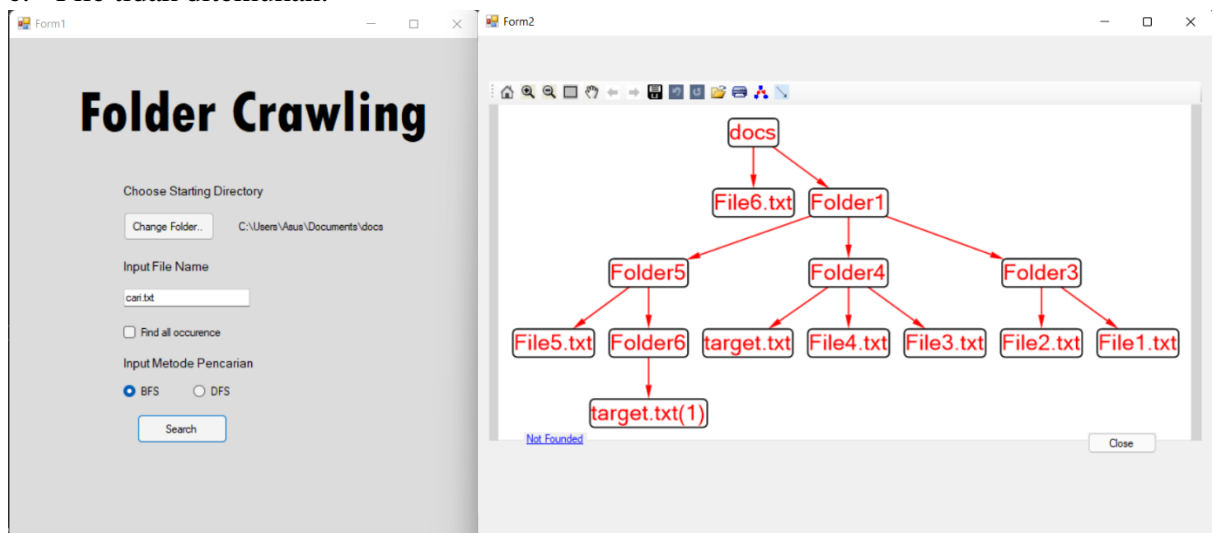 Form1
Folder Crawling
Choose Starting Directory
Change Folder.. C:\Users\Asus\Documents\docs
Input File Name
cari.txt
Find all occurence
Input Metode Pencarian
BFS DFS
Search
Form2
docs
File6.txt Folder1
Folder5 Folder4 Folder3
File5.txt Folder6 target.txt File4.txt File3.txt File2.txt File1.txt
target.txt(1)
Not Founded Close